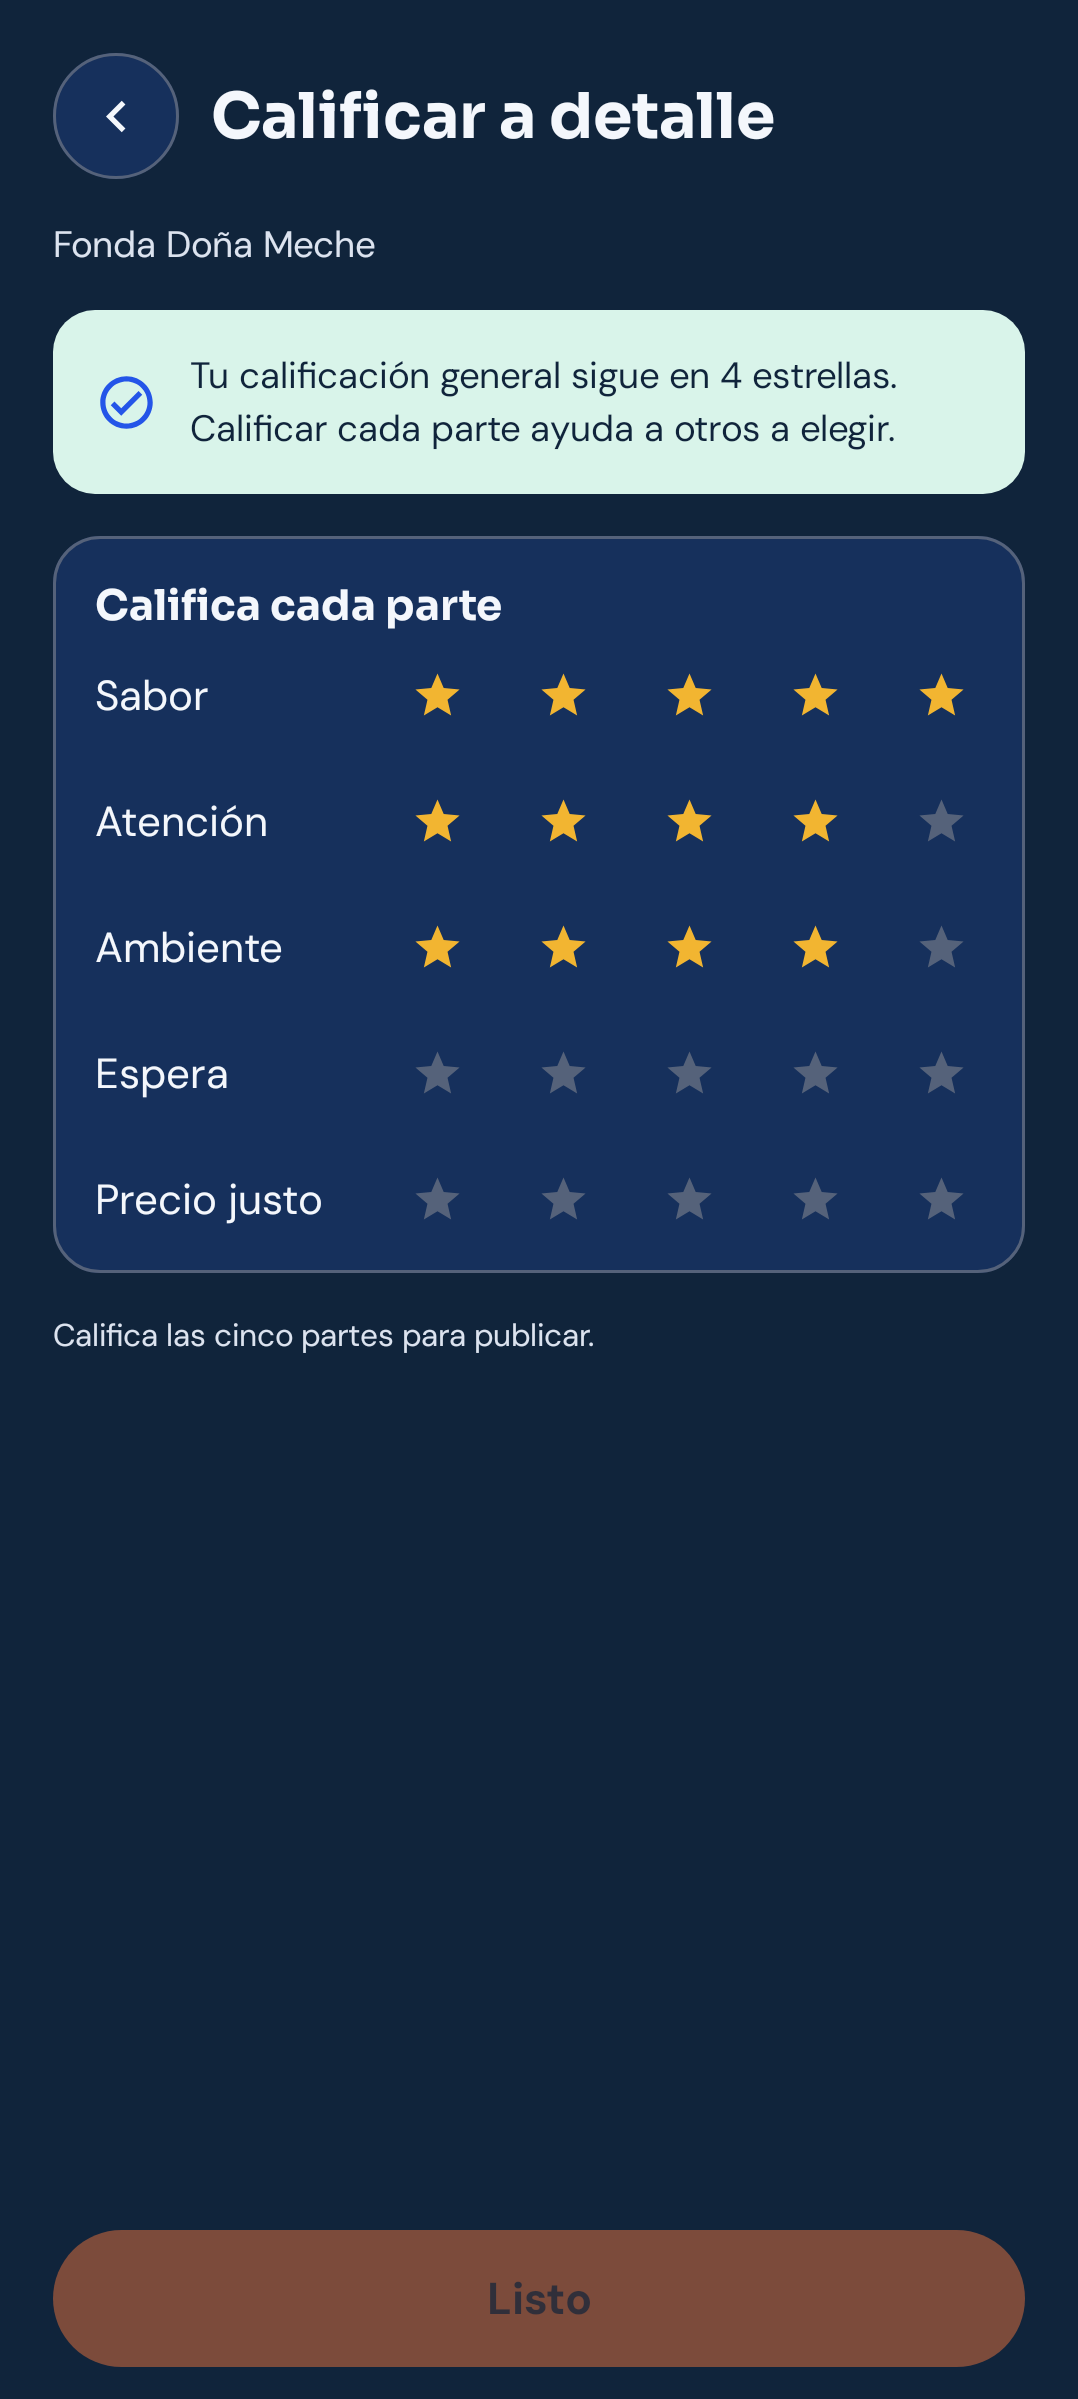 Calificar a detalle
Fonda Doña Meche
Tu calificación general sigue en 4 estrellas.
Calificar cada parte ayuda a otros a elegir.
Califica cada parte
Sabor
Atención
Ambiente
Espera
Precio justo
Califica las cinco partes para publicar.
Listo